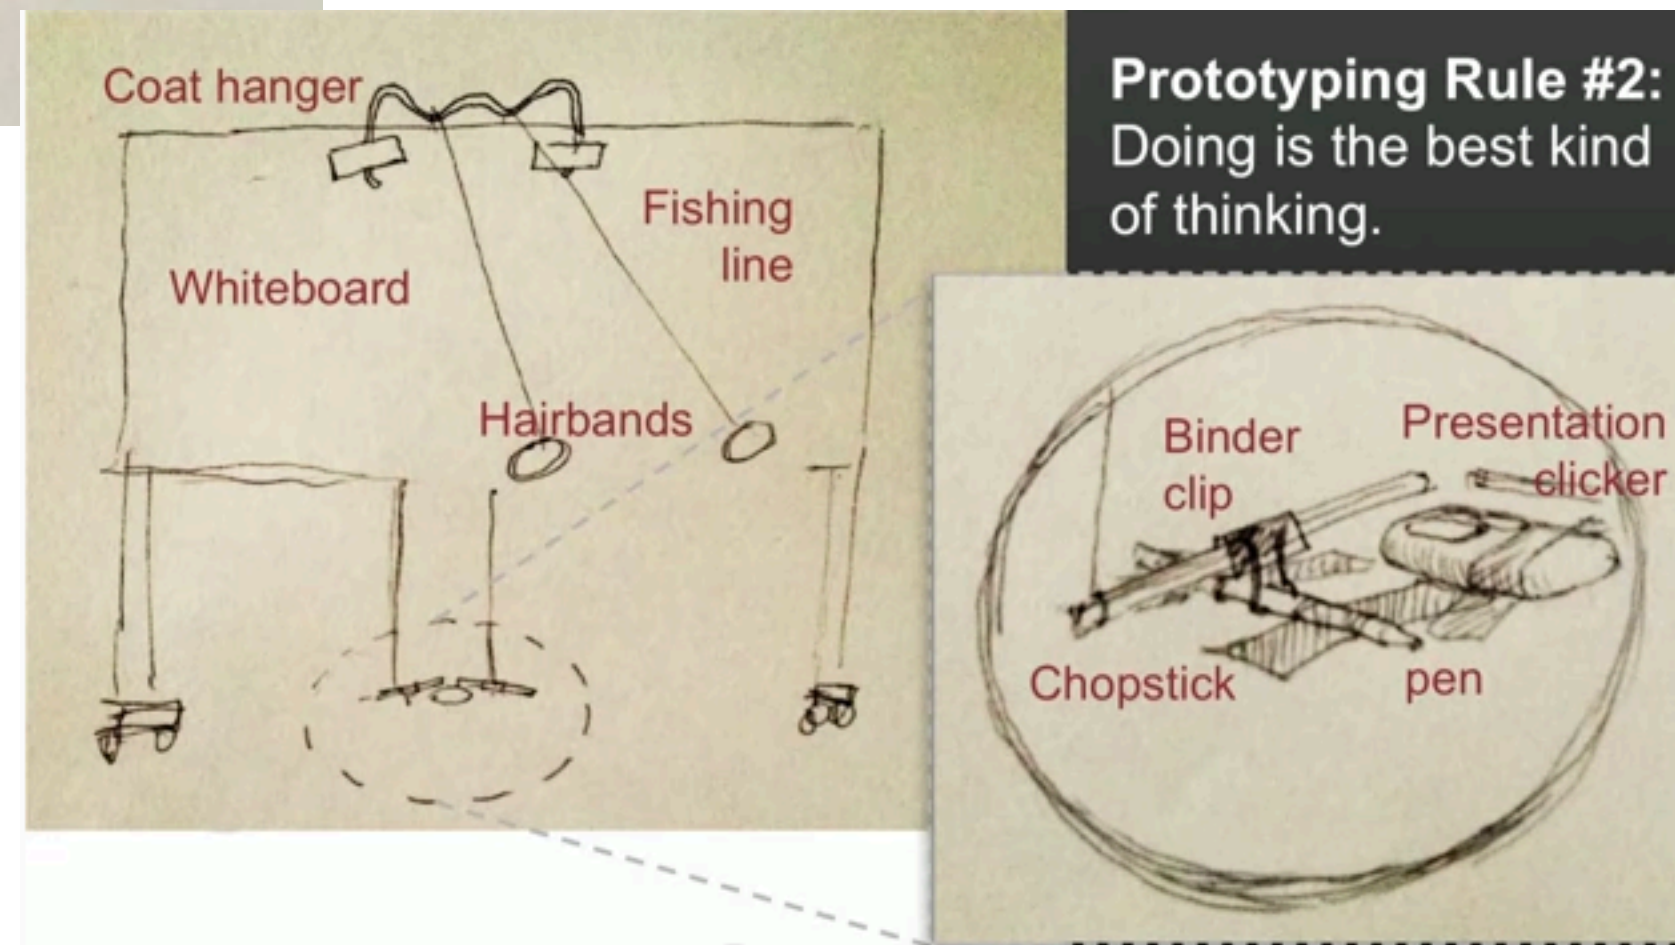 Coat hanger
Whiteboard
Fishing
line
Hairbands
Prototyping Rule #2:
Doing is the best kind
of thinking.
Binder
clip
Presentation
clicker
Chopstick
pen